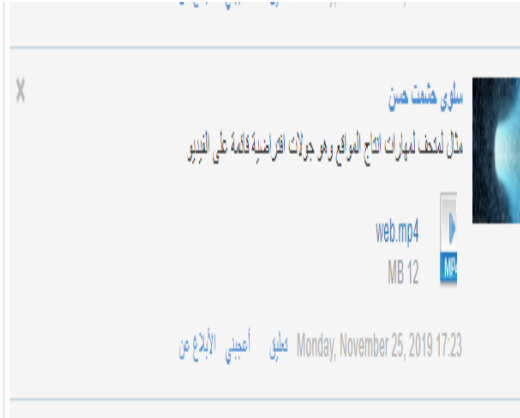 سلوى حشمت حسن
مثال لمتحف لمهارات انتاج المواقع وهو جولات افتراضية قائمة على الفيديو
web.mp4
MB 12
MP4
Monday, November 25, 2019 17:23 تعليق أعجبني الأبلاغ عن